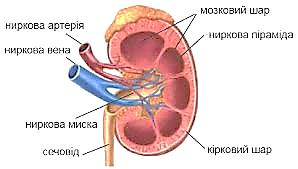 мозковий шар
ниркова артерія
ниркова піраміда
ниркова вена
ниркова миска
сечовід
кірковий шар